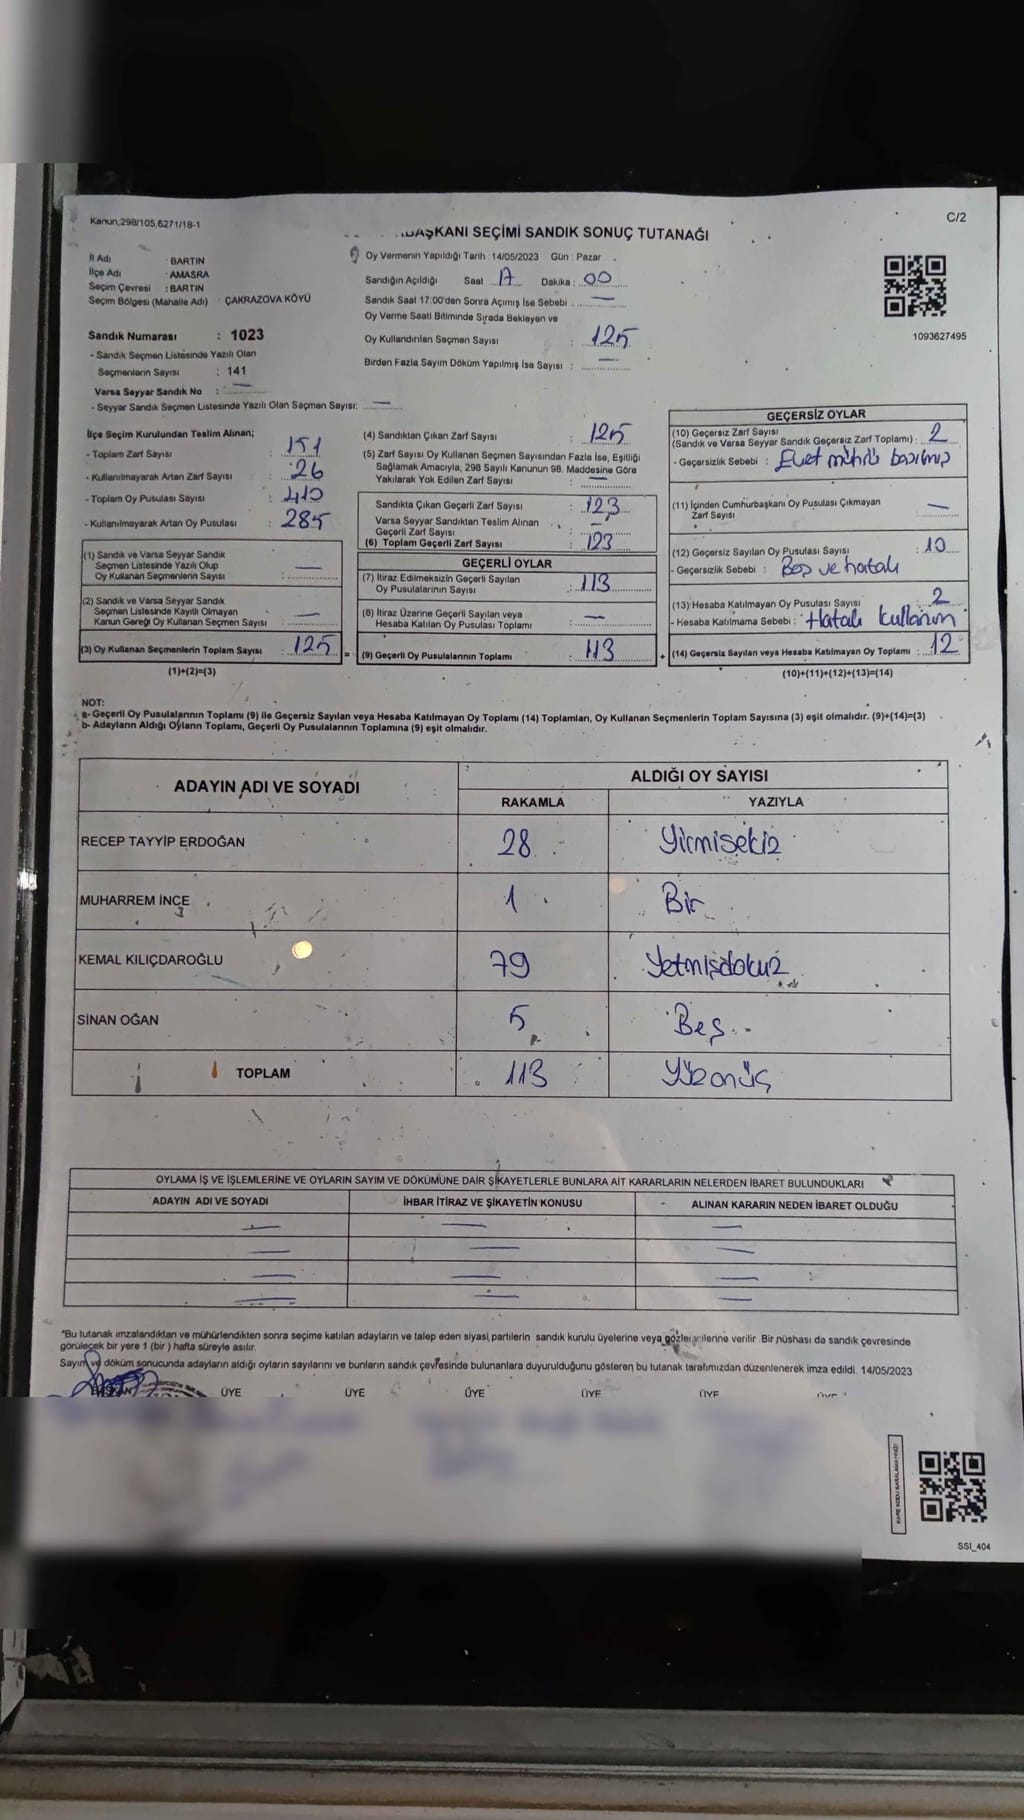 Kanun,298/105,6271/18-1
C/2
BAŞKANI SEÇİMİ SANDIK SONUÇ TUTANAĞI
İl Adı : BARTIN
İlçe Adı : AMASRA
Seçim Çevresi : BARTIN
Seçim Bölgesi (Mahalle Adı) : ÇAKRAZOVA KÖYÜ
Sandık Numarası : 1023
- Sandık Seçmen Listesinde Yazılı Olan
Seçmenlerin Sayısı : 141
Varsa Seyyar Sandık No : —
- Seyyar Sandık Seçmen Listesinde Yazılı Olan Seçmen Sayısı: —
Oy Vermenin Yapıldığı Tarih : 14/05/2023 Gün : Pazar
Sandığın Açıldığı Saat 17 Dakika : 00
Sandık Saat 17:00'den Sonra Açımış İse Sebebi : —
Oy Verme Saati Bitiminde Sırada Bekleyen ve
Oy Kullandırılan Seçmen Sayısı : 125
Birden Fazla Sayım Döküm Yapılmış İse Sayısı : —
1093627495
İlçe Seçim Kurulundan Teslim Alınan;
- Toplam Zarf Sayısı : 151
- Kullanılmayarak Artan Zarf Sayısı : 26
- Toplam Oy Pusulası Sayısı : 410
- Kullanılmayarak Artan Oy Pusulası : 285
(1) Sandık ve Varsa Seyyar Sandık
Seçmen Listesinde Yazılı Olup
Oy Kullanan Seçmenlerin Sayısı : —
(2) Sandık ve Varsa Seyyar Sandık
Seçmen Listesinde Kayıtlı Olmayan
Kanun Gereği Oy Kullanan Seçmen Sayısı : —
(3) Oy Kullanan Seçmenlerin Toplam Sayısı : 125 =
(1)+(2)=(3)
(4) Sandıktan Çıkan Zarf Sayısı : 125
(5) Zarf Sayısı Oy Kullanan Seçmen Sayısından Fazla İse, Eşitliği
Sağlamak Amacıyla, 298 Sayılı Kanunun 98. Maddesine Göre
Yakılarak Yok Edilen Zarf Sayısı : —
Sandıkta Çıkan Geçerli Zarf Sayısı : 123
Varsa Seyyar Sandıktan Teslim Alınan
Geçerli Zarf Sayısı : —
(6) Toplam Geçerli Zarf Sayısı : 123
GEÇERLİ OYLAR
(7) İtiraz Edilmeksizin Geçerli Sayılan
Oy Pusulalarının Sayısı : 113
(8) İtiraz Üzerine Geçerli Sayılan veya
Hesaba Katılan Oy Pusulası Toplamı : —
(9) Geçerli Oy Pusulalarının Toplamı : 113 +
GEÇERSİZ OYLAR
(10) Geçersiz Zarf Sayısı
(Sandık ve Varsa Seyyar Sandık Geçersiz Zarf Toplamı) : 2
- Geçersizlik Sebebi : Evet mührü basılmış
(11) İçinden Cumhurbaşkanı Oy Pusulası Çıkmayan
Zarf Sayısı —
(12) Geçersiz Sayılan Oy Pusulası Sayısı : 10
- Geçersizlik Sebebi : Boş ve hatalı
(13) Hesaba Katılmayan Oy Pusulası Sayısı : 2
- Hesaba Katılmama Sebebi : Hatalı kullanım
(14) Geçersiz Sayılan veya Hesaba Katılmayan Oy Toplamı : 12
(10)+(11)+(12)+(13)=(14)
NOT:
a- Geçerli Oy Pusulalarının Toplamı (9) ile Geçersiz Sayılan veya Hesaba Katılmayan Oy Toplamı (14) Toplamları, Oy Kullanan Seçmenlerin Toplam Sayısına (3) eşit olmalıdır. (9)+(14)=(3)
b- Adayların Aldığı Oyların Toplamı, Geçerli Oy Pusulalarının Toplamına (9) eşit olmalıdır.
ADAYIN ADI VE SOYADI
ALDIĞI OY SAYISI
RAKAMLA YAZIYLA
RECEP TAYYİP ERDOĞAN 28 Yirmisekiz
MUHARREM İNCE 1 Bir
KEMAL KILIÇDAROĞLU 79 Yetmişdokuz
SİNAN OĞAN 5 Beş
TOPLAM 113 Yüzonüç
OYLAMA İŞ VE İŞLEMLERİNE VE OYLARIN SAYIM VE DÖKÜMÜNE DAİR ŞİKAYETLERLE BUNLARA AİT KARARLARIN NELERDEN İBARET BULUNDUKLARI
ADAYIN ADI VE SOYADI İHBAR İTİRAZ VE ŞİKAYETİN KONUSU ALINAN KARARIN NEDEN İBARET OLDUĞU
"Bu tutanak imzalandıktan ve mühürlendikten sonra seçime katılan adayların ve talep eden siyasi partilerin sandık kurulu üyelerine veya gözlemcilerine verilir. Bir nüshası da sandık çevresinde
görülecek bir yere 1 (bir) hafta süreyle asılır.
Sayım ve döküm sonucunda adayların aldığı oyların sayılarını ve bunların sandık çevresinde bulunanlara duyurulduğunu gösteren bu tutanak tarafımızdan düzenlenerek imza edildi. 14/05/2023
BAŞKAN ÜYE ÜYE ÜYE ÜYE ÜYE ÜYE
KARE KODU KARALAMAYINIZ!
SSI_404